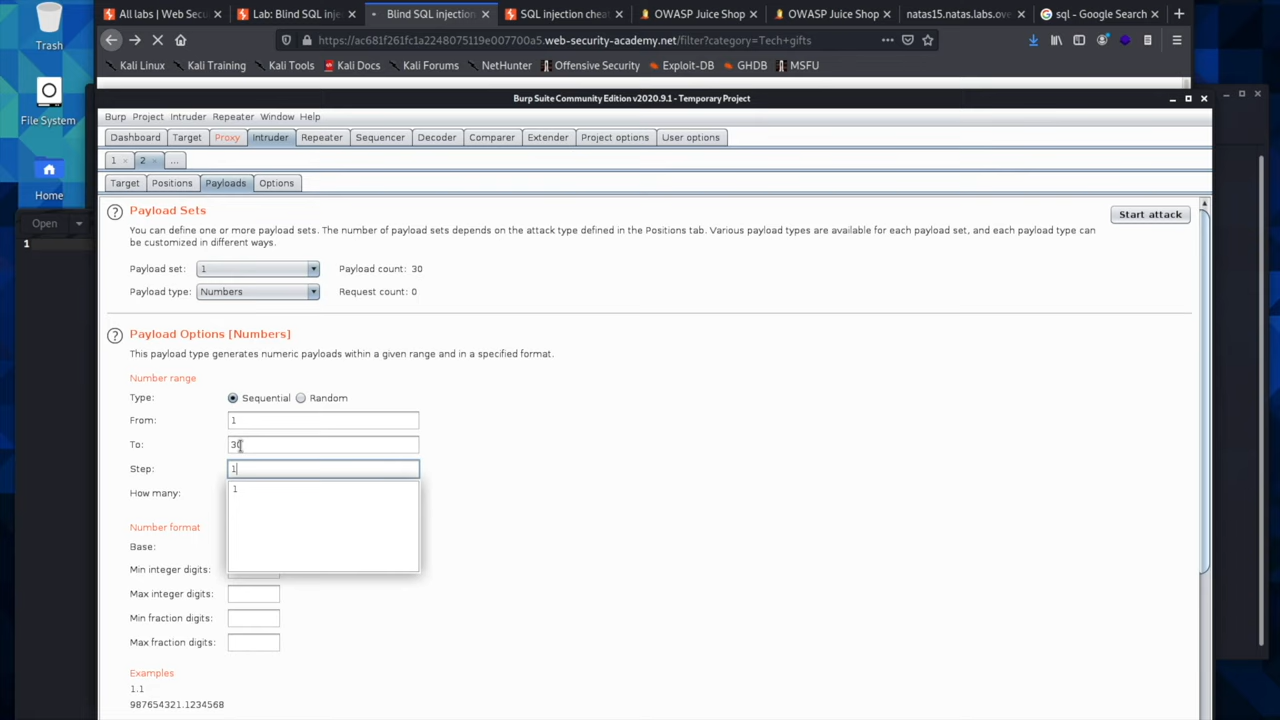 All labs | Web Secu
Lab: Blind SQL inje
Blind SQL injection
SQL injection cheat
OWASP Juice Shop
OWASP Juice Shop
natas15.natas.labs.over
sql - Google Search
https://ac681f261fc1a2248075119e007700a5.web-security-academy.net/filter?category=Tech+gifts
Kali Linux
Kali Training
Kali Tools
Kali Docs
Kali Forums
NetHunter
Offensive Security
Exploit-DB
GHDB
MSFU
Trash
File System
Home
Open
1
Burp Suite Community Edition v2020.9.1 - Temporary Project
Burp Project Intruder Repeater Window Help
Dashboard Target Proxy Intruder Repeater Sequencer Decoder Comparer Extender Project options User options
1 × 2 × ...
Target Positions Payloads Options
? Payload Sets
Start attack
You can define one or more payload sets. The number of payload sets depends on the attack type defined in the Positions tab. Various payload types are available for each payload set, and each payload type can
be customized in different ways.
Payload set: 1 Payload count: 30
Payload type: Numbers Request count: 0
? Payload Options [Numbers]
This payload type generates numeric payloads within a given range and in a specified format.
Number range
Type: Sequential Random
From: 1
To: 30
Step: 1
1
How many:
Number format
Base:
Min integer digits:
Max integer digits:
Min fraction digits:
Max fraction digits:
Examples
1.1
987654321.1234568